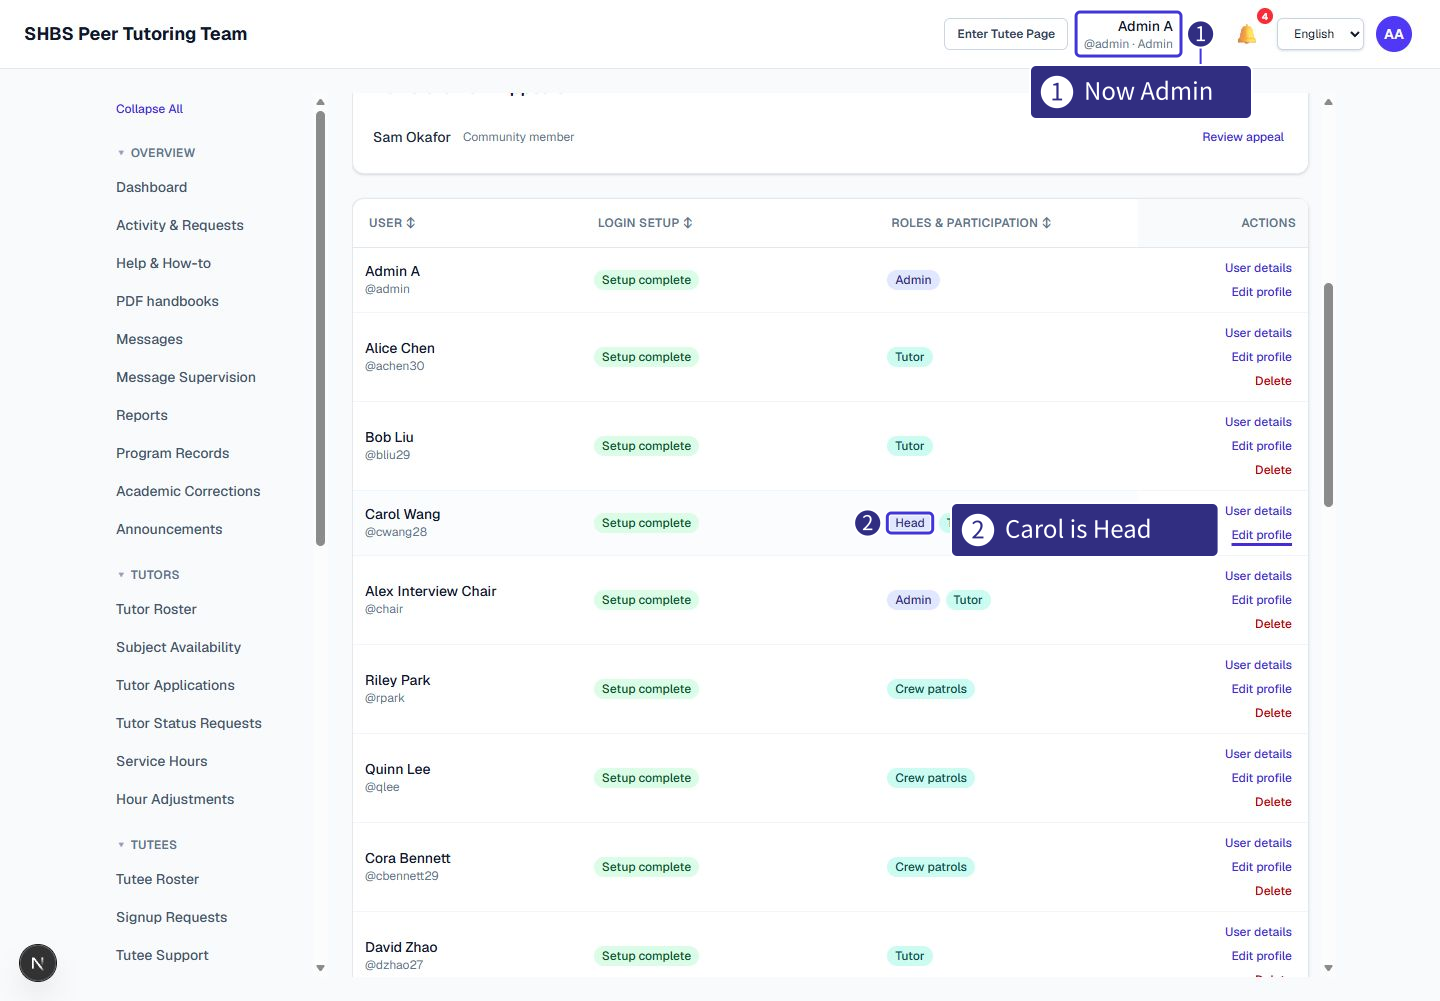 SHBS Peer Tutoring Team
Enter Tutee Page
Admin A
@admin · Admin
1
4
English
AA
1 Now Admin
Collapse All
OVERVIEW
Dashboard
Activity & Requests
Help & How-to
PDF handbooks
Messages
Message Supervision
Reports
Program Records
Academic Corrections
Announcements
TUTORS
Tutor Roster
Subject Availability
Tutor Applications
Tutor Status Requests
Service Hours
Hour Adjustments
TUTEES
Tutee Roster
Signup Requests
Tutee Support
N
Sam Okafor Community member Review appeal
USER LOGIN SETUP ROLES & PARTICIPATION ACTIONS
Admin A
@admin
Setup complete
Admin
User details
Edit profile
Alice Chen
@achen30
Setup complete
Tutor
User details
Edit profile
Delete
Bob Liu
@bliu29
Setup complete
Tutor
User details
Edit profile
Delete
Carol Wang
@cwang28
Setup complete
2 Head
2 Carol is Head
User details
Edit profile
Alex Interview Chair
@chair
Setup complete
Admin Tutor
User details
Edit profile
Delete
Riley Park
@rpark
Setup complete
Crew patrols
User details
Edit profile
Delete
Quinn Lee
@qlee
Setup complete
Crew patrols
User details
Edit profile
Delete
Cora Bennett
@cbennett29
Setup complete
Crew patrols
User details
Edit profile
Delete
David Zhao
@dzhao27
Setup complete
Tutor
User details
Edit profile